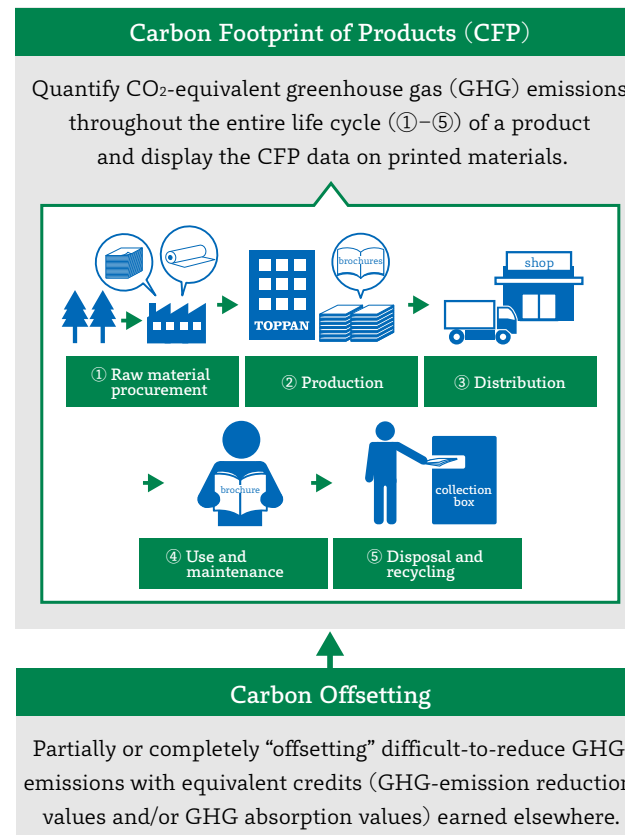 Carbon Footprint of Products (CFP)
Quantify CO₂-equivalent greenhouse gas (GHG) emissions
throughout the entire life cycle (①–⑤) of a product
and display the CFP data on printed materials.
brochures
shop
TOPPAN
① Raw material
procurement
② Production
③ Distribution
brochure
collection
box
④ Use and
maintenance
⑤ Disposal and
recycling
Carbon Offsetting
Partially or completely “offsetting” difficult-to-reduce GHG
emissions with equivalent credits (GHG-emission reduction
values and/or GHG absorption values) earned elsewhere.